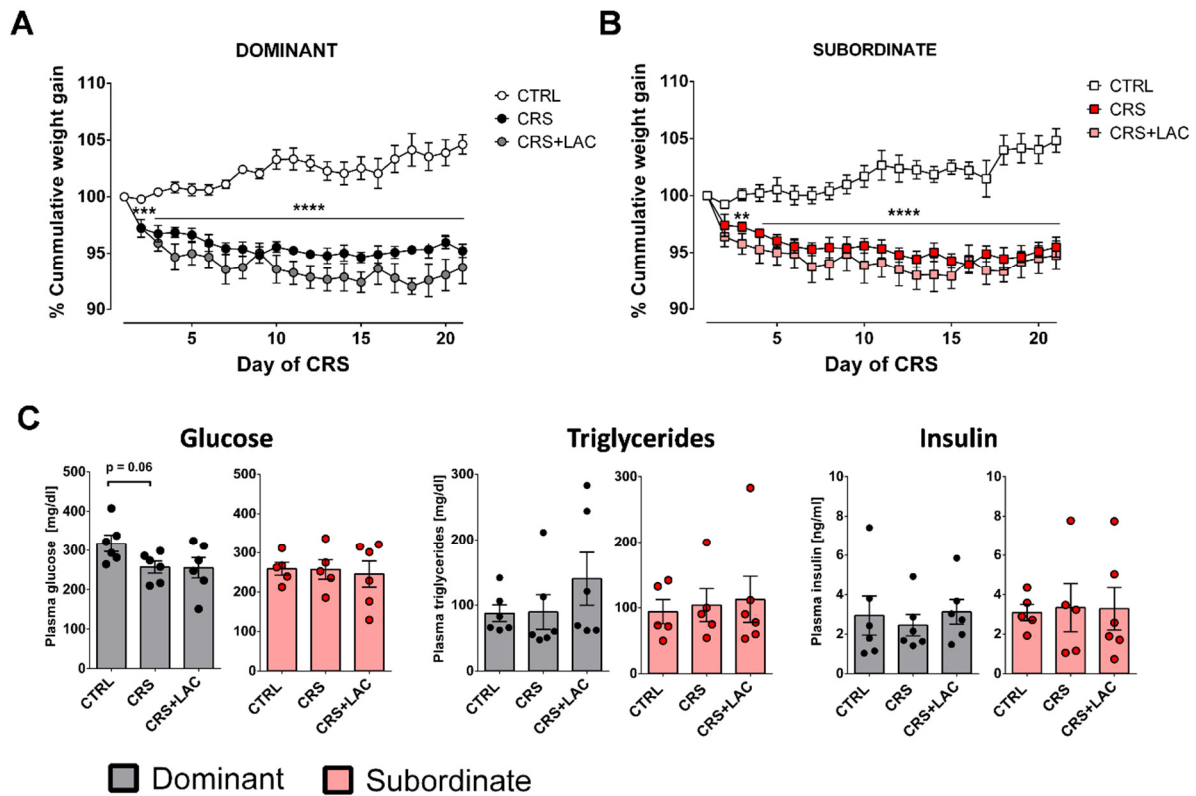 A
DOMINANT
% Cummulative weight gain
110
105
100
95
90
***
****
5
10
15
20
Day of CRS
CTRL
CRS
CRS+LAC
B
SUBORDINATE
% Cummulative weight gain
110
105
100
95
90
**
****
5
10
15
20
Day of CRS
CTRL
CRS
CRS+LAC
C
Glucose
Plasma glucose [mg/dl]
500
400
300
200
100
0
p = 0.06
CTRL
CRS
CRS+LAC
500
400
300
200
100
0
CTRL
CRS
CRS+LAC
Triglycerides
Plasma triglycerides [mg/dl]
300
200
100
0
CTRL
CRS
CRS+LAC
300
200
100
0
CTRL
CRS
CRS+LAC
Insulin
Plasma insulin [ng/ml]
10
8
6
4
2
0
CTRL
CRS
CRS+LAC
10
8
6
4
2
0
CTRL
CRS
CRS+LAC
Dominant
Subordinate